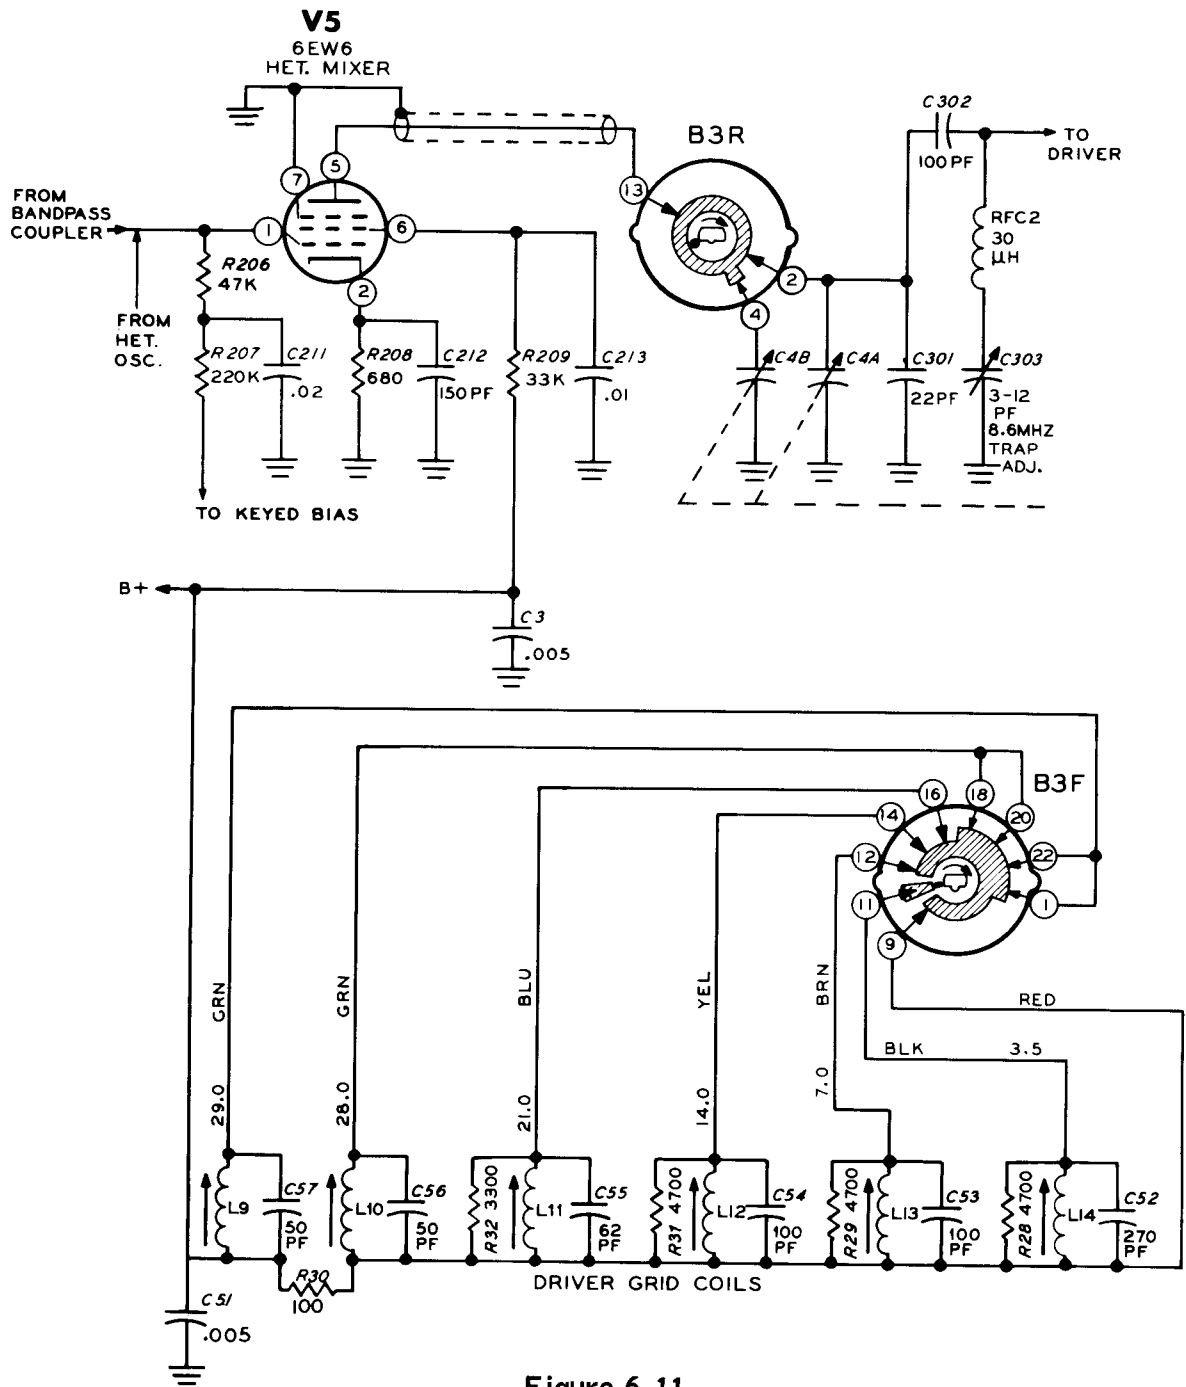 V5
6EW6
HET. MIXER
FROM
BANDPASS
COUPLER
FROM
HET.
OSC.
1
7
5
6
2
R206
47K
R207
220K
C211
.02
R208
680
C212
150PF
R209
33K
C213
.01
TO KEYED BIAS
B3R
13
2
4
C4B
C4A
C301
22PF
C302
100PF
TO
DRIVER
RFC2
30
µH
C303
3-12
PF
8.6MHZ
TRAP
ADJ.
B+
C3
.005
B3F
16
18
14
20
12
22
11
1
9
GRN
29.0
GRN
28.0
BLU
21.0
YEL
14.0
BRN
7.0
BLK 3.5
RED
L9
C57
50
PF
R30
100
L10
C56
50
PF
R32 3300
L11
C55
62
PF
R31 4700
L12
C54
100
PF
R29 4700
L13
C53
100
PF
R28 4700
L14
C52
270
PF
DRIVER GRID COILS
C51
.005
Figure 6-11